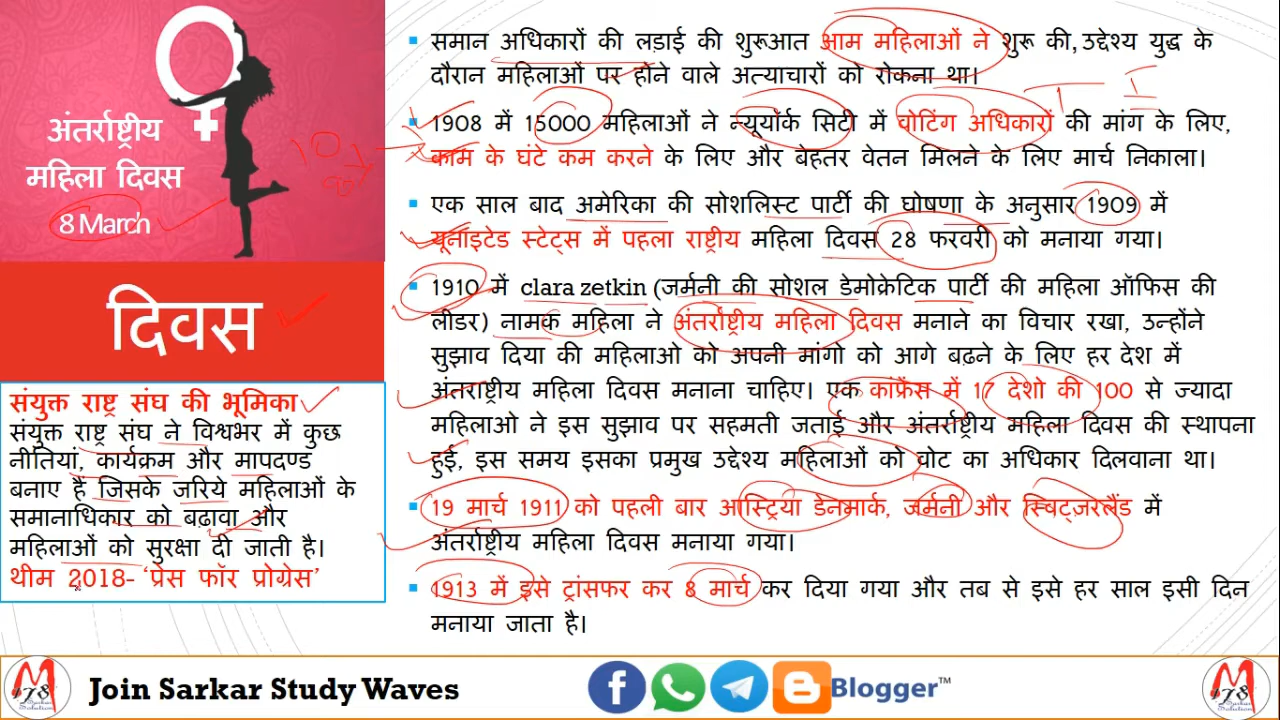 अंतर्राष्ट्रीय
महिला दिवस
8 March
दिवस
संयुक्त राष्ट्र संघ की भूमिका
संयुक्त राष्ट्र संघ ने विश्वभर में कुछ
नीतियां, कार्यक्रम और मापदण्ड
बनाए हैं जिसके जरिये महिलाओं के
समानाधिकार को बढ़ावा और
महिलाओं को सुरक्षा दी जाती है।
थीम 2018- ‘प्रेस फॉर प्रोग्रेस’
समान अधिकारों की लड़ाई की शुरूआत आम महिलाओं ने शुरू की, उद्देश्य युद्ध के
दौरान महिलाओं पर होने वाले अत्याचारों को रोकना था।
1908 में 15000 महिलाओं ने न्यूयॉर्क सिटी में वोटिंग अधिकारों की मांग के लिए,
काम के घंटे कम करने के लिए और बेहतर वेतन मिलने के लिए मार्च निकाला।
एक साल बाद अमेरिका की सोशलिस्ट पार्टी की घोषणा के अनुसार 1909 में
यूनाइटेड स्टेट्स में पहला राष्ट्रीय महिला दिवस 28 फरवरी को मनाया गया।
1910 में clara zetkin (जर्मनी की सोशल डेमोक्रेटिक पार्टी की महिला ऑफिस की
लीडर) नामक महिला ने अंतर्राष्ट्रीय महिला दिवस मनाने का विचार रखा, उन्होंने
सुझाव दिया की महिलाओ को अपनी मांगो को आगे बढ़ने के लिए हर देश में
अंतराष्ट्रीय महिला दिवस मनाना चाहिए। एक कांफ्रेंस में 17 देशो की 100 से ज्यादा
महिलाओ ने इस सुझाव पर सहमती जताई और अंतर्राष्ट्रीय महिला दिवस की स्थापना
हुई, इस समय इसका प्रमुख उद्देश्य महिलाओं को वोट का अधिकार दिलवाना था।
19 मार्च 1911 को पहली बार आस्ट्रिया डेनमार्क, जर्मनी और स्विट्ज़रलैंड में
अंतर्राष्ट्रीय महिला दिवस मनाया गया।
1913 में इसे ट्रांसफर कर 8 मार्च कर दिया गया और तब से इसे हर साल इसी दिन
मनाया जाता है।
Join Sarkar Study Waves
Blogger™